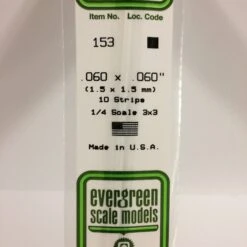 Item No. Loc. Code
153
.060 x .060"
(1.5 x 1.5 mm)
10 Strips
1/4 Scale 3x3
Made in U.S.A.
evergreen
scale models